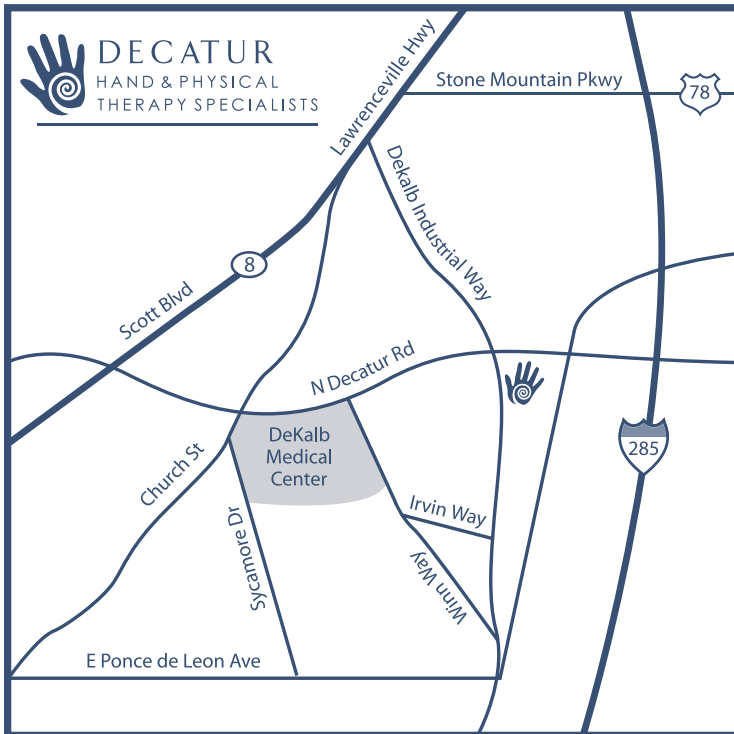 DECATUR
HAND & PHYSICAL
THERAPY SPECIALISTS
Lawrenceville Hwy
Stone Mountain Pkwy
78
Dekalb Industrial Way
8
Scott Blvd
N Decatur Rd
DeKalb
Medical
Center
285
Church St
Irvin Way
Sycamore Dr
Winn Way
E Ponce de Leon Ave